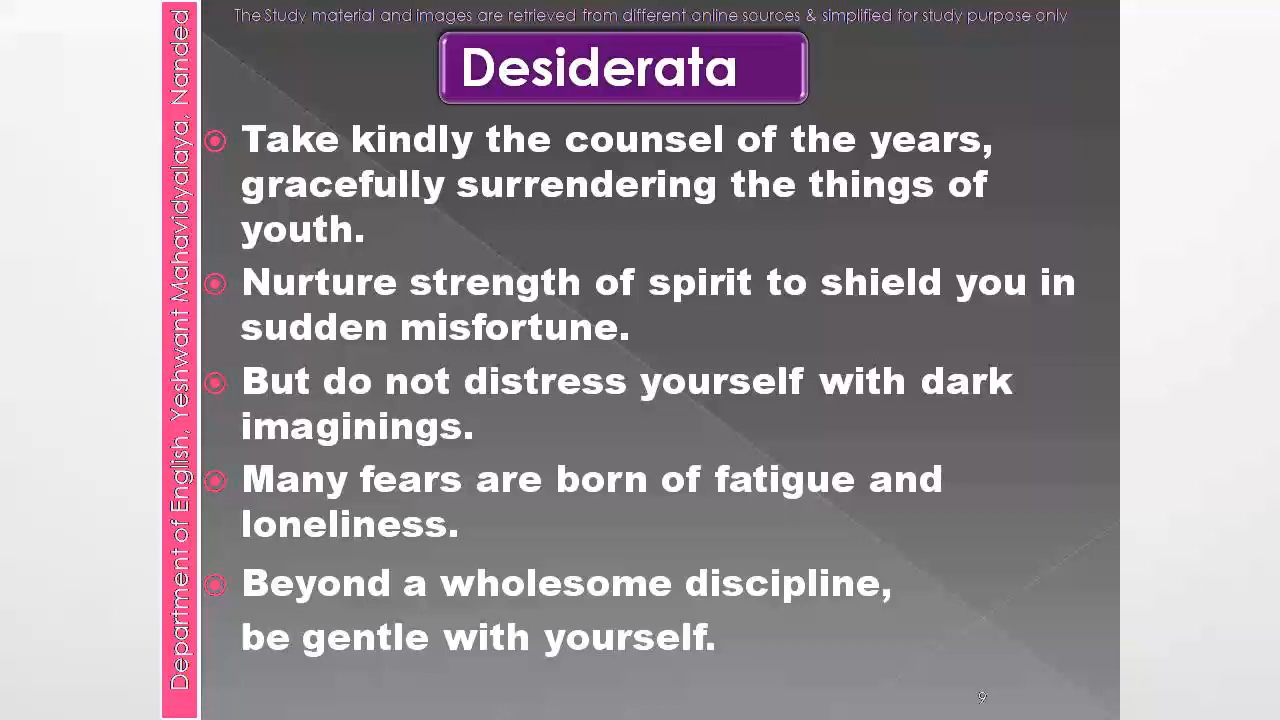 The Study material and images are retrieved from different online sources & simplified for study purpose only
Desiderata
Department of English, Yeshwant Mahavidyalaya, Nanded
Take kindly the counsel of the years,
gracefully surrendering the things of
youth.
Nurture strength of spirit to shield you in
sudden misfortune.
But do not distress yourself with dark
imaginings.
Many fears are born of fatigue and
loneliness.
Beyond a wholesome discipline,
be gentle with yourself.
9